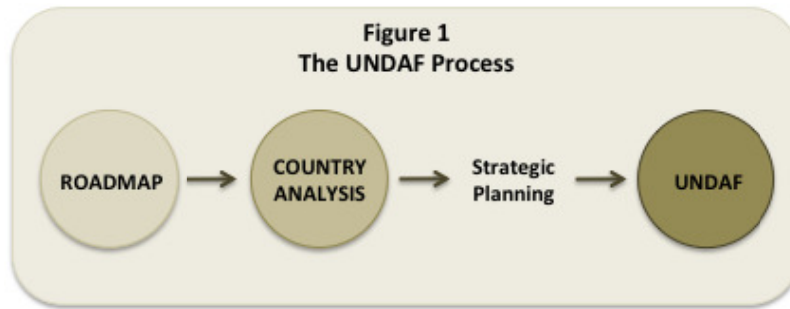 Figure 1
The UNDAF Process
ROADMAP
COUNTRY
ANALYSIS
Strategic
Planning
UNDAF